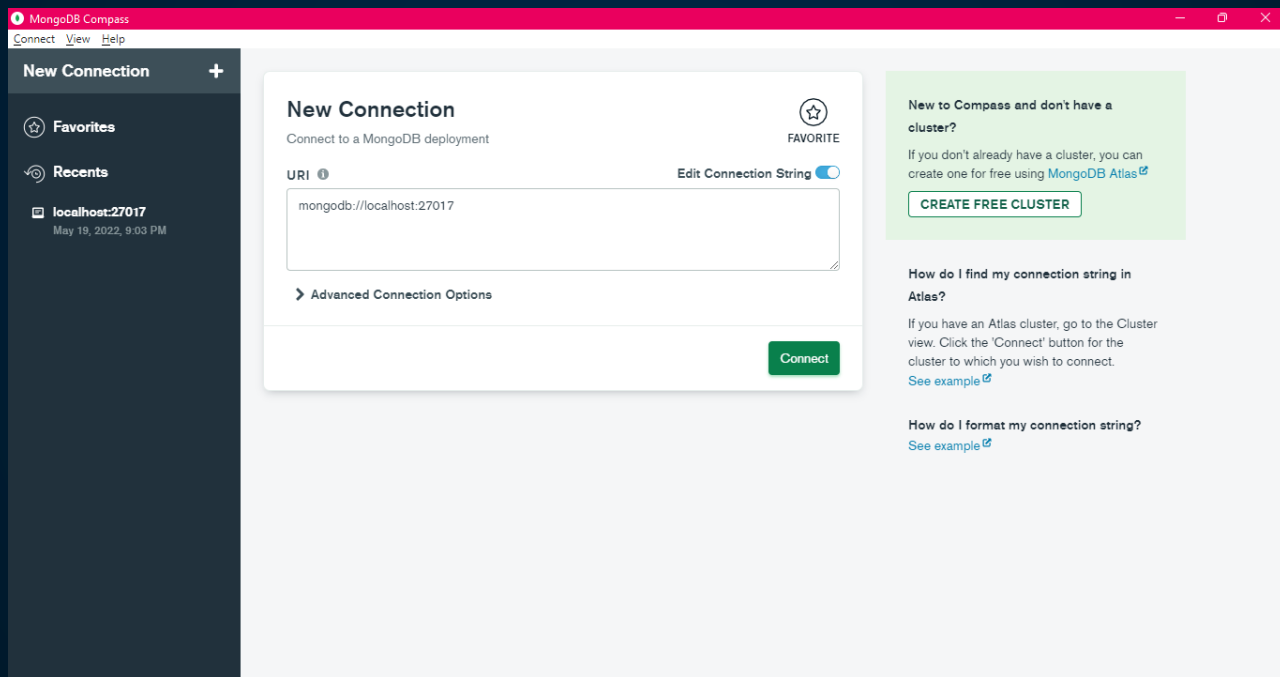 MongoDB Compass
Connect View Help
New Connection
Favorites
Recents
localhost:27017
May 19, 2022, 9:03 PM
New Connection
Connect to a MongoDB deployment
FAVORITE
URI
Edit Connection String
mongodb://localhost:27017
Advanced Connection Options
Connect
New to Compass and don't have a
cluster?
If you don't already have a cluster, you can
create one for free using MongoDB Atlas
CREATE FREE CLUSTER
How do I find my connection string in
Atlas?
If you have an Atlas cluster, go to the Cluster
view. Click the 'Connect' button for the
cluster to which you wish to connect.
See example
How do I format my connection string?
See example